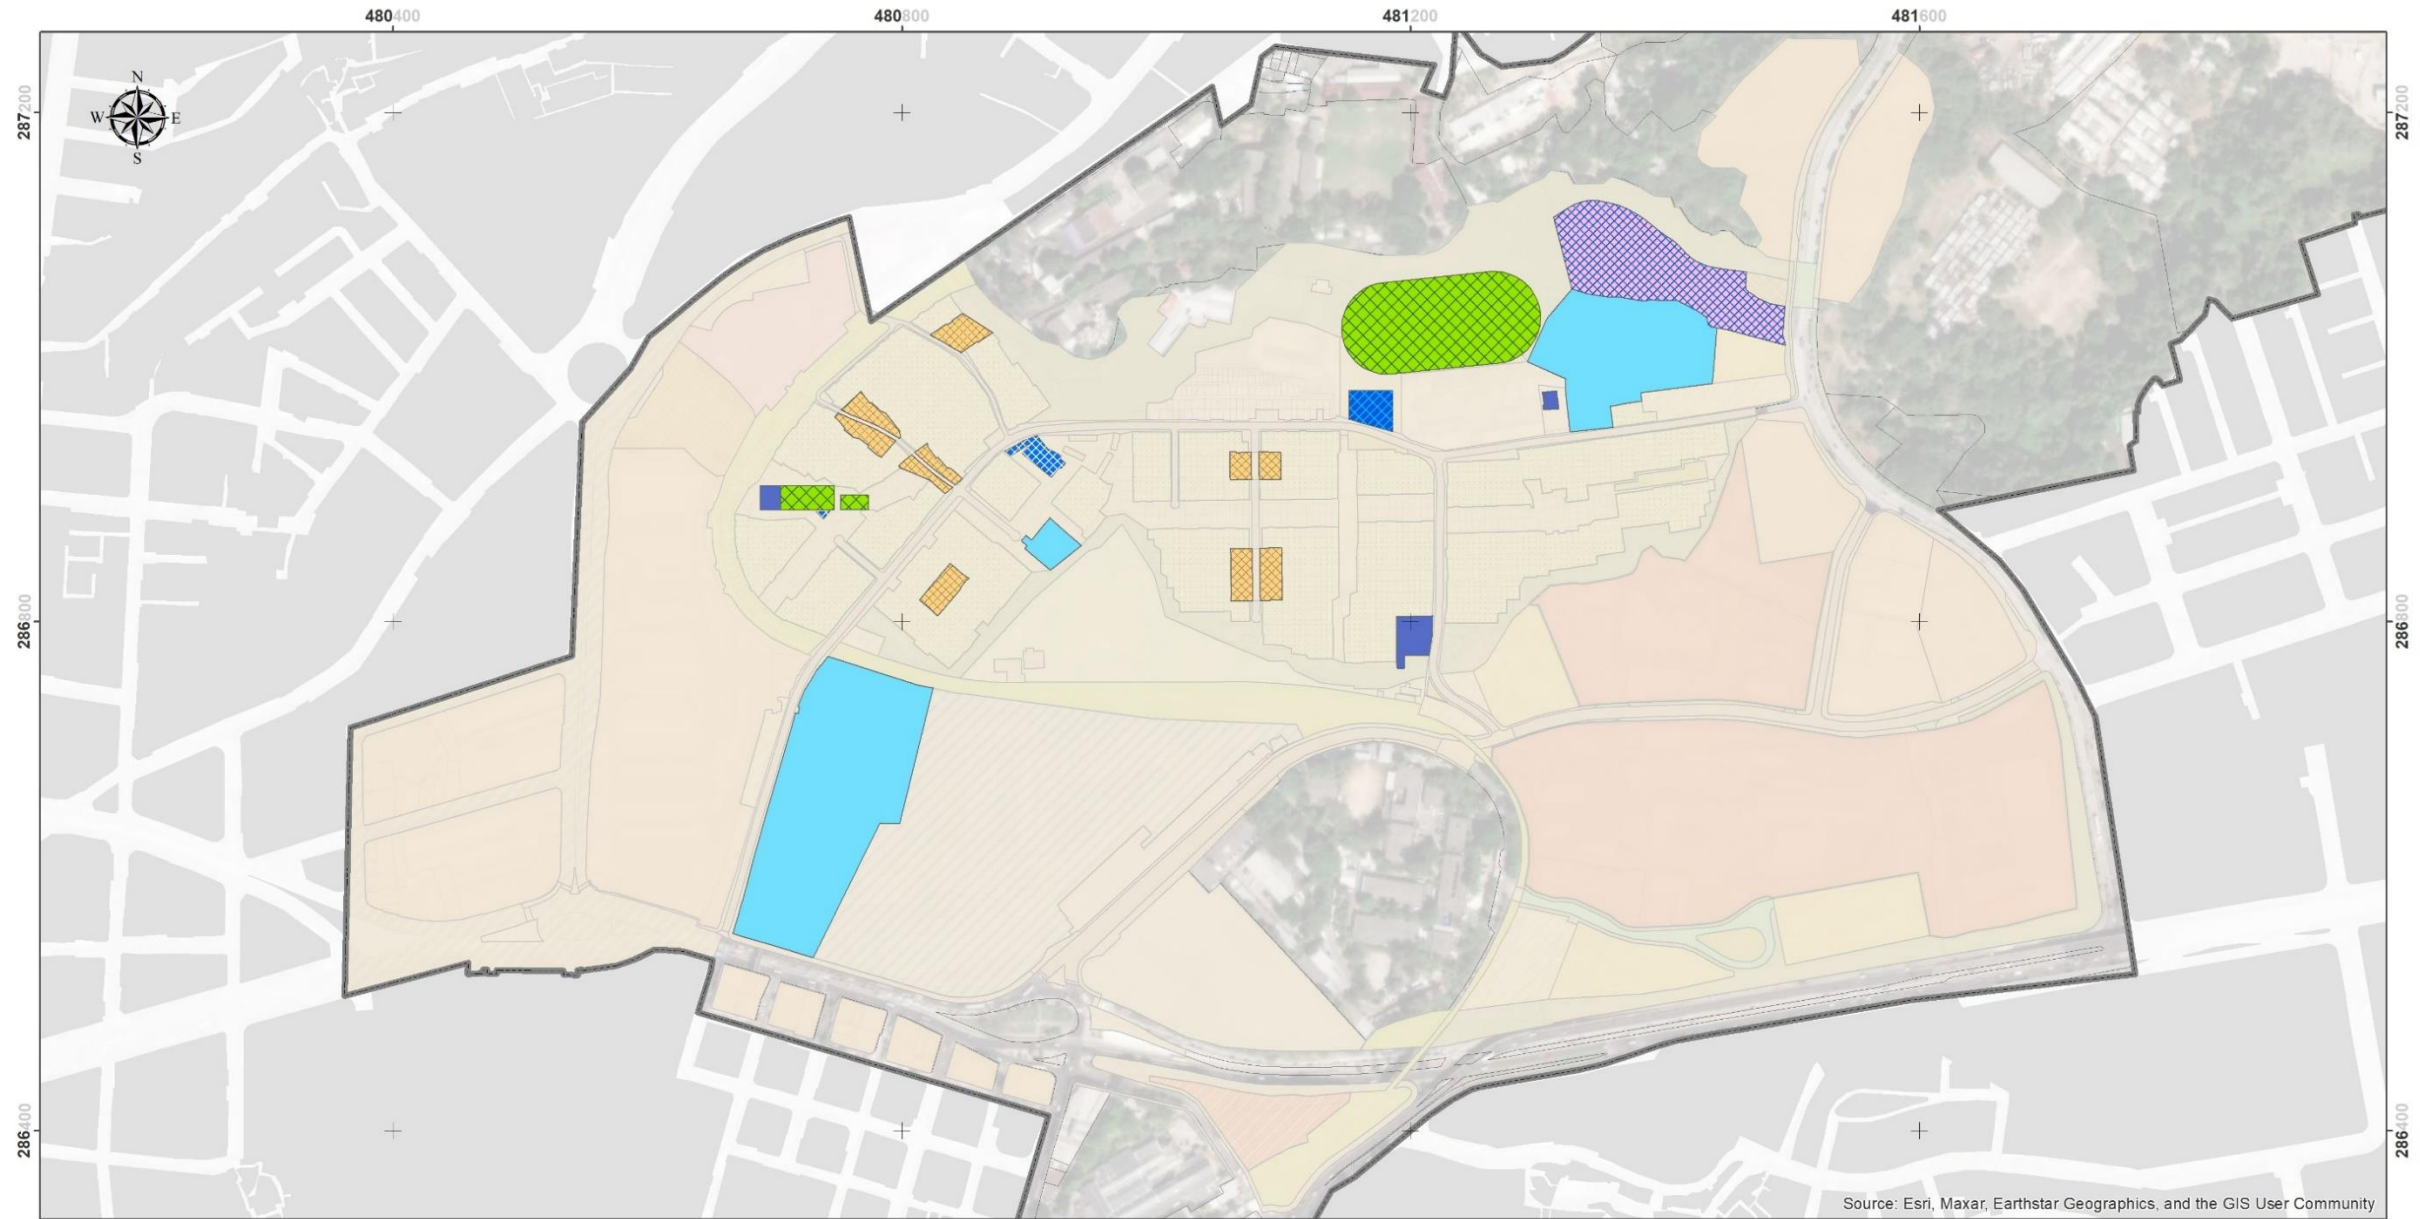 480400 480800 481200 481600
287200 287200
N
W E
S
286800 286800
286400 286400
Source: Esri, Maxar, Earthstar Geographics, and the GIS User Community